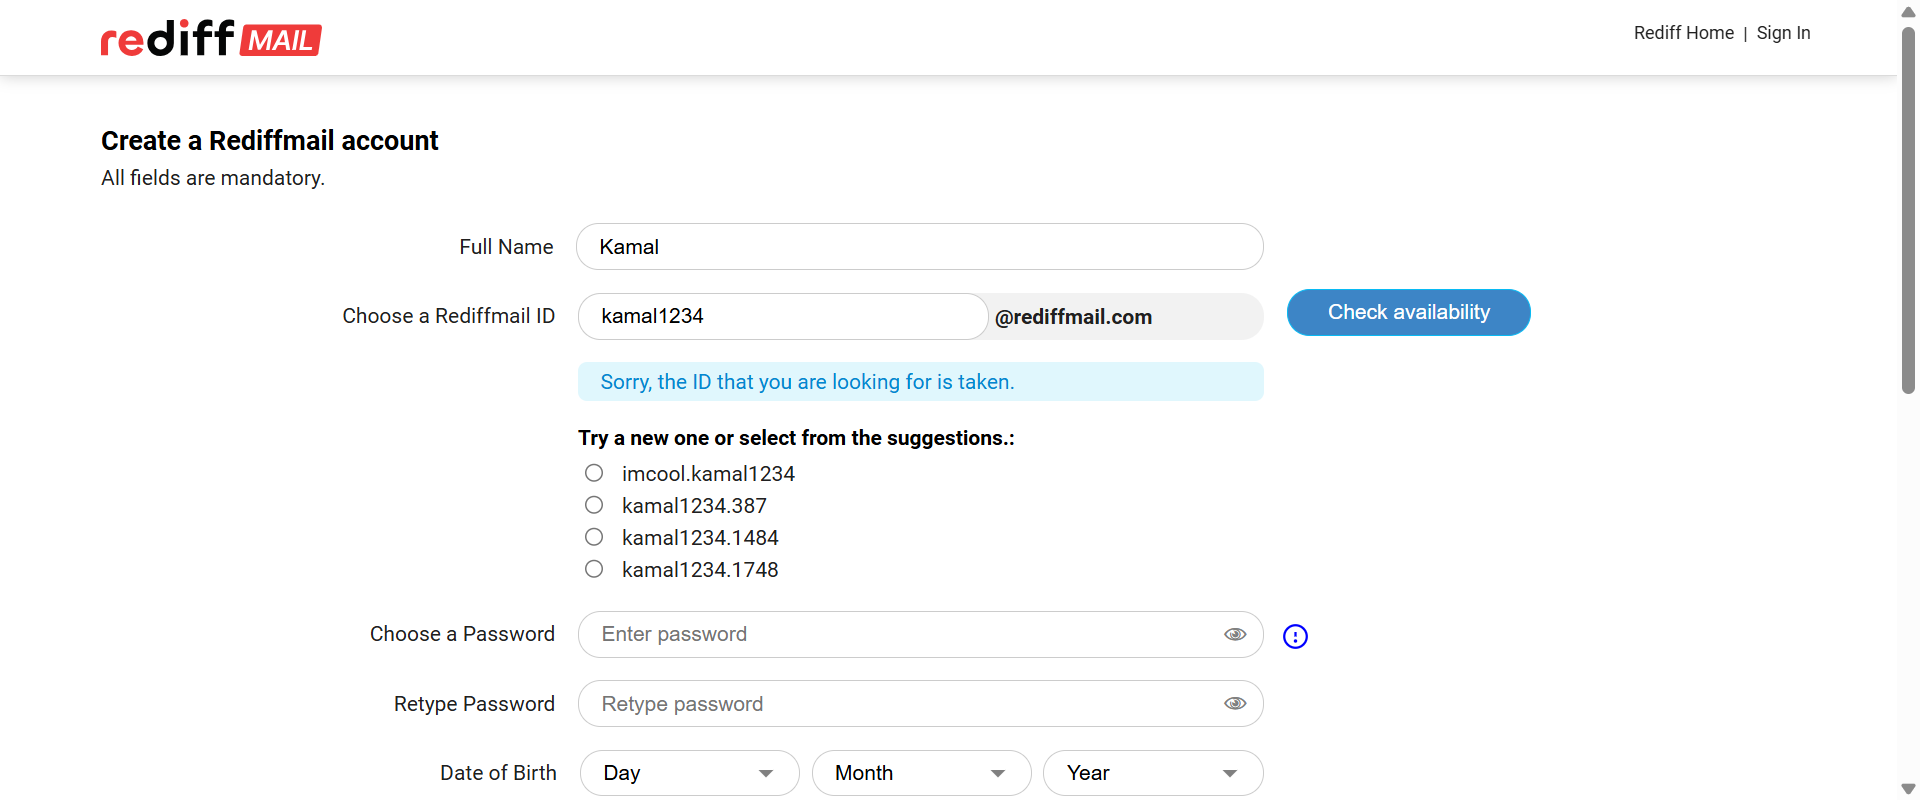 rediff MAIL
Rediff Home | Sign In
Create a Rediffmail account
All fields are mandatory.
Full Name Kamal
Choose a Rediffmail ID kamal1234 @rediffmail.com Check availability
Sorry, the ID that you are looking for is taken.
Try a new one or select from the suggestions.:
imcool.kamal1234
kamal1234.387
kamal1234.1484
kamal1234.1748
Choose a Password Enter password
Retype Password Retype password
Date of Birth Day Month Year